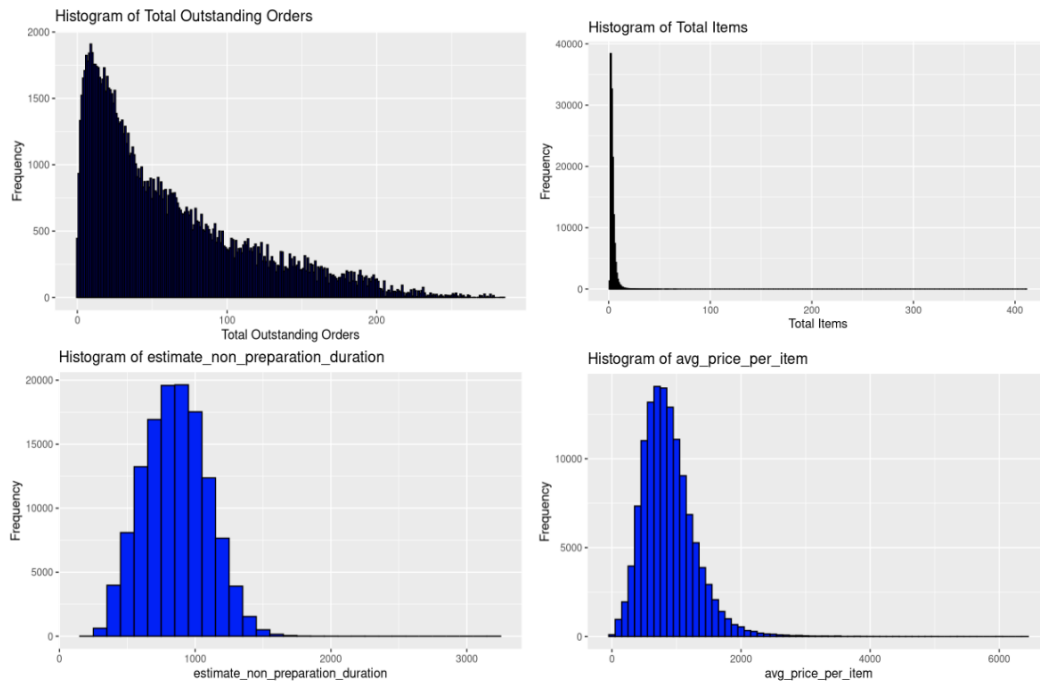 Histogram of Total Outstanding Orders
2000
1500
1000
500
0
Frequency
0 100 200
Total Outstanding Orders
Histogram of Total Items
40000
30000
20000
10000
0
Frequency
0 100 200 300 400
Total Items
Histogram of estimate_non_preparation_duration
20000
15000
10000
5000
0
Frequency
0 1000 2000 3000
estimate_non_preparation_duration
Histogram of avg_price_per_item
10000
5000
0
Frequency
0 2000 4000 6000
avg_price_per_item